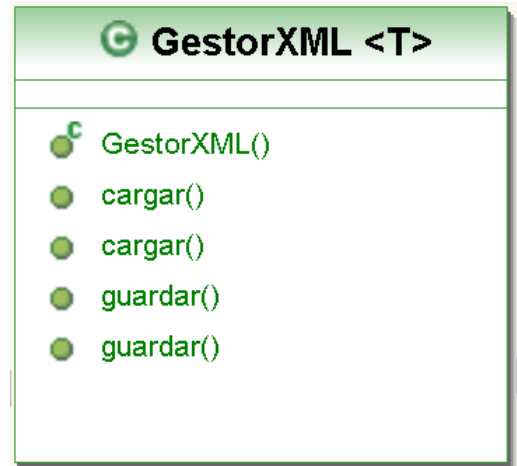 C GestorXML <T>
C GestorXML()
cargar()
cargar()
guardar()
guardar()